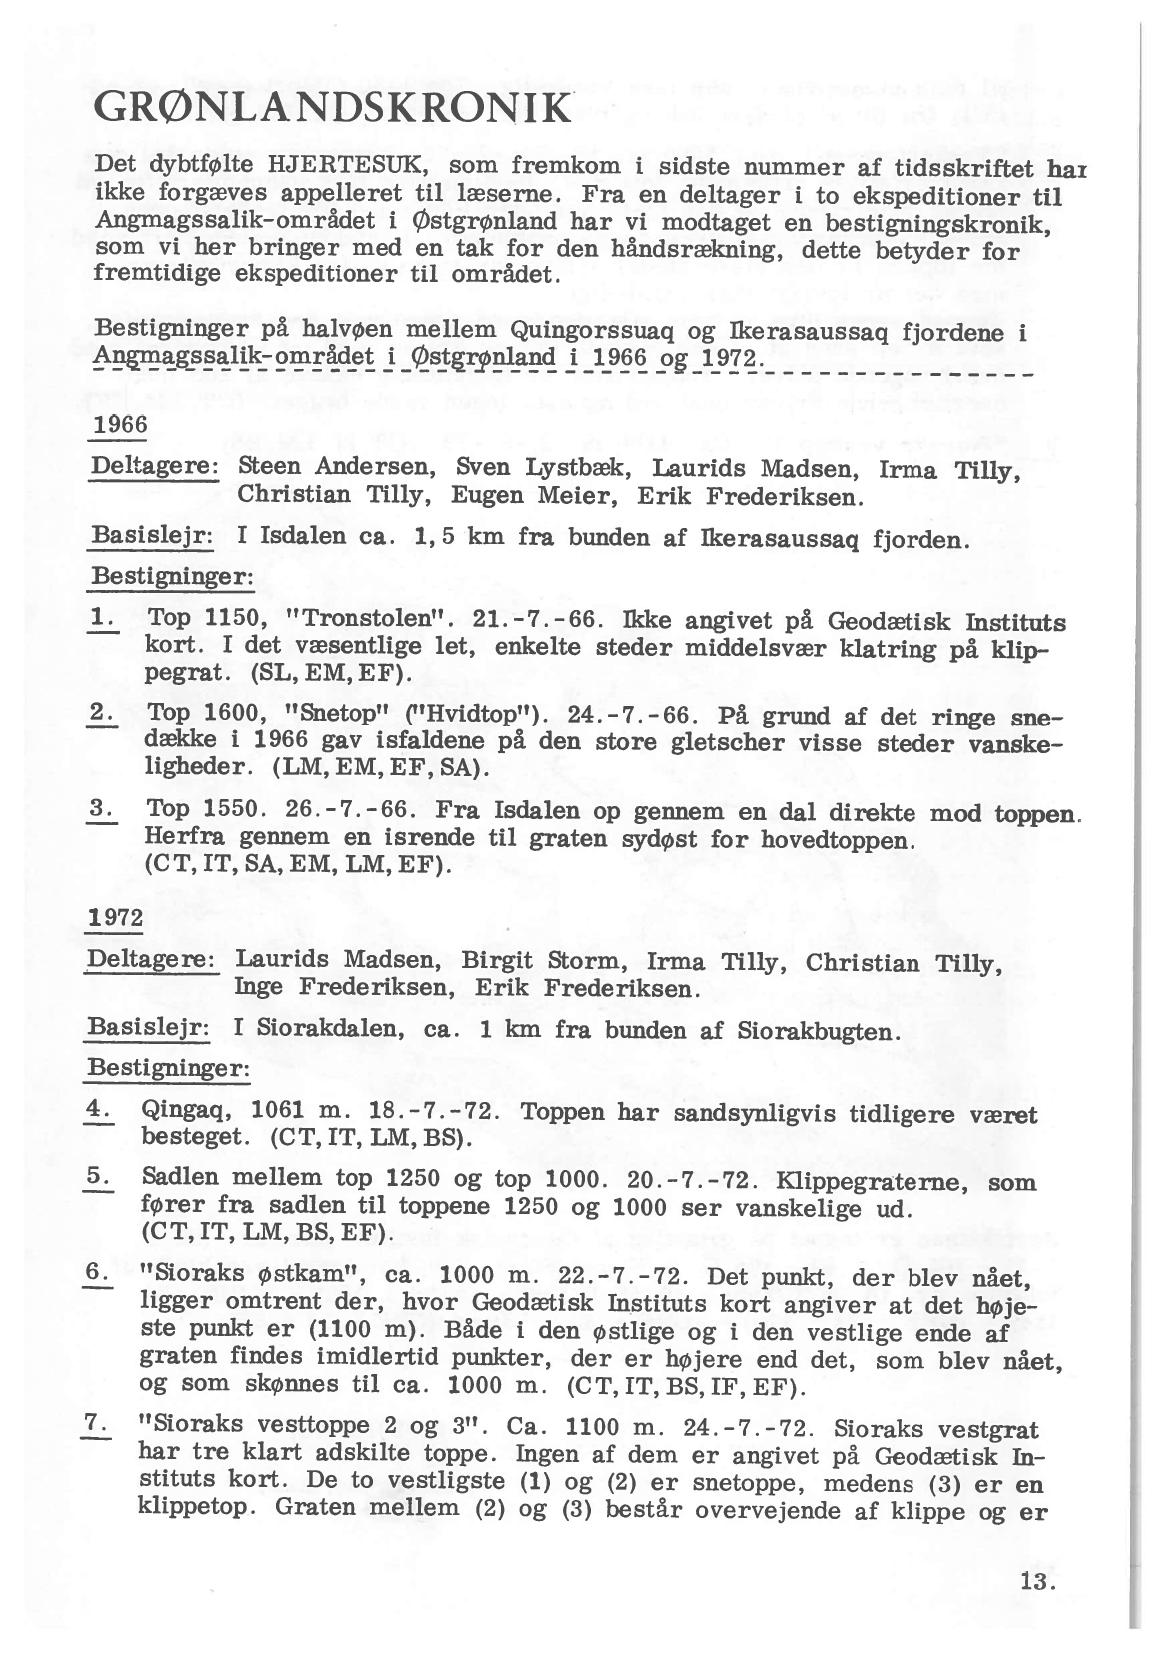 GRØNLANDSKRONIK
Det dybtfølte HJERTESUK, som fremkom i sidste nummer af tidsskriftet har
ikke forgæves appelleret til læserne. Fra en deltager i to ekspeditioner til
Angmagssalik-området i Østgrønland har vi modtaget en bestigningskronik,
som vi her bringer med en tak for den håndsrækning, dette betyder for
fremtidige ekspeditioner til området.
Bestigninger på halvøen mellem Quingorssuaq og Ikerasaussaq fjordene i
Angmagssalik-området i Østgrønland i 1966 og 1972.
1966
Deltagere: Steen Andersen, Sven Lystbæk, Laurids Madsen, Irma Tilly,
Christian Tilly, Eugen Meier, Erik Frederiksen.
Basislejr: I Isdalen ca. 1,5 km fra bunden af Ikerasaussaq fjorden.
Bestigninger:
1. Top 1150, "Tronstolen". 21.-7.-66. Ikke angivet på Geodætisk Instituts
kort. I det væsentlige let, enkelte steder middelsvær klatring på klip-
pegrat. (SL, EM, EF).
2. Top 1600, "Snetop" ("Hvidtop"). 24.-7.-66. På grund af det ringe sne-
dække i 1966 gav isfaldene på den store gletscher visse steder vanske-
ligheder. (LM, EM, EF, SA).
3. Top 1550. 26.-7.-66. Fra Isdalen op gennem en dal direkte mod toppen.
Herfra gennem en isrende til graten sydøst for hovedtoppen.
(CT, IT, SA, EM, LM, EF).
1972
Deltagere: Laurids Madsen, Birgit Storm, Irma Tilly, Christian Tilly,
Inge Frederiksen, Erik Frederiksen.
Basislejr: I Siorakdalen, ca. 1 km fra bunden af Siorakbugten.
Bestigninger:
4. Qingaq, 1061 m. 18.-7.-72. Toppen har sandsynligvis tidligere været
besteget. (CT, IT, LM, BS).
5. Sadlen mellem top 1250 og top 1000. 20.-7.-72. Klippegraterne, som
fører fra sadlen til toppene 1250 og 1000 ser vanskelige ud.
(CT, IT, LM, BS, EF).
6. "Sioraks østkam", ca. 1000 m. 22.-7.-72. Det punkt, der blev nået,
ligger omtrent der, hvor Geodætisk Instituts kort angiver at det høje-
ste punkt er (1100 m). Både i den østlige og i den vestlige ende af
graten findes imidlertid punkter, der er højere end det, som blev nået,
og som skønnes til ca. 1000 m. (CT, IT, BS, IF, EF).
7. "Sioraks vesttoppe 2 og 3". Ca. 1100 m. 24.-7.-72. Sioraks vestgrat
har tre klart adskilte toppe. Ingen af dem er angivet på Geodætisk In-
stituts kort. De to vestligste (1) og (2) er snetoppe, medens (3) er en
klippetop. Graten mellem (2) og (3) består overvejende af klippe og er
13.